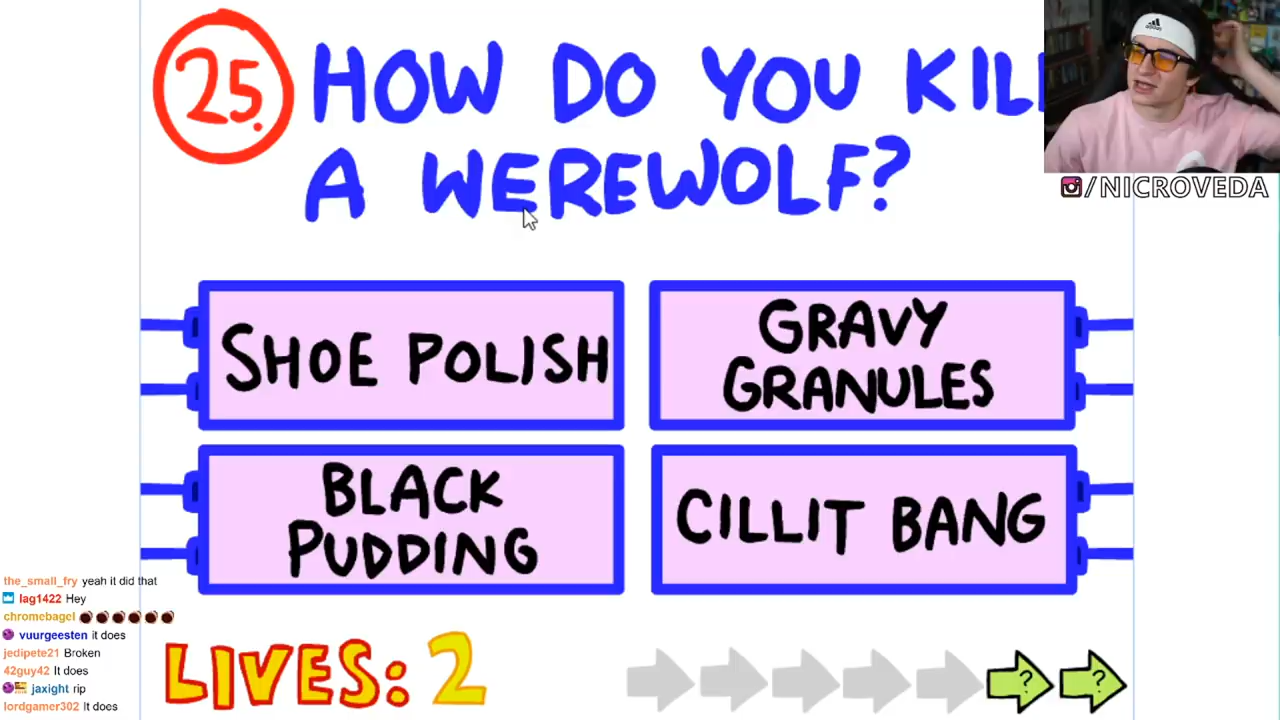 25. HOW DO YOU KIL
A WEREWOLF?
/NICROVEDA
SHOE POLISH
GRAVY
GRANULES
BLACK
PUDDING
CILLIT BANG
the_small_fry yeah it did that
lag1422 Hey
chromebagel
vuurgeesten it does
jedipete21 Broken
42guy42 It does
jaxight rip
lordgamer302 It does
LIVES: 2
? ?